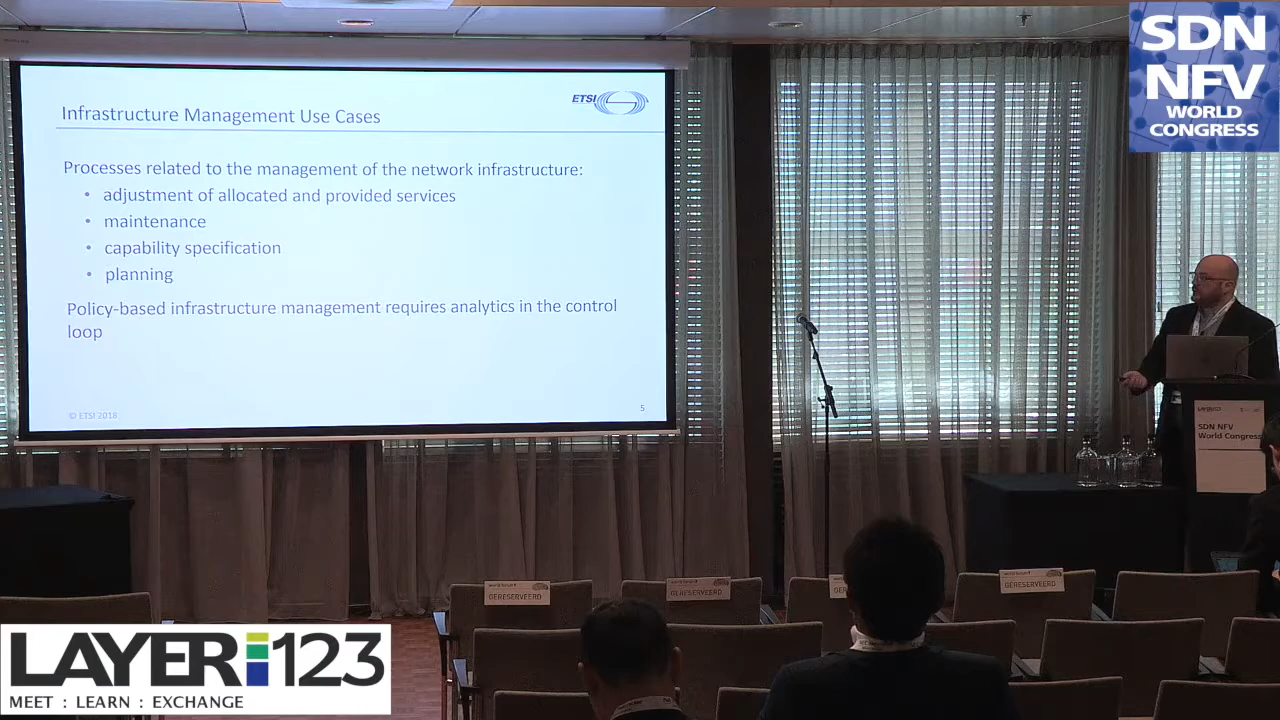 Infrastructure Management Use Cases
ETSI
Processes related to the management of the network infrastructure:
• adjustment of allocated and provided services
• maintenance
• capability specification
• planning
Policy-based infrastructure management requires analytics in the control
loop
© ETSI 2018
5
SDN
NFV
WORLD
CONGRESS
SDN NFV
World Congress
GERESERVEERD
GERESERVEERD
GERESERVEERD
LAYER 123
MEET : LEARN : EXCHANGE